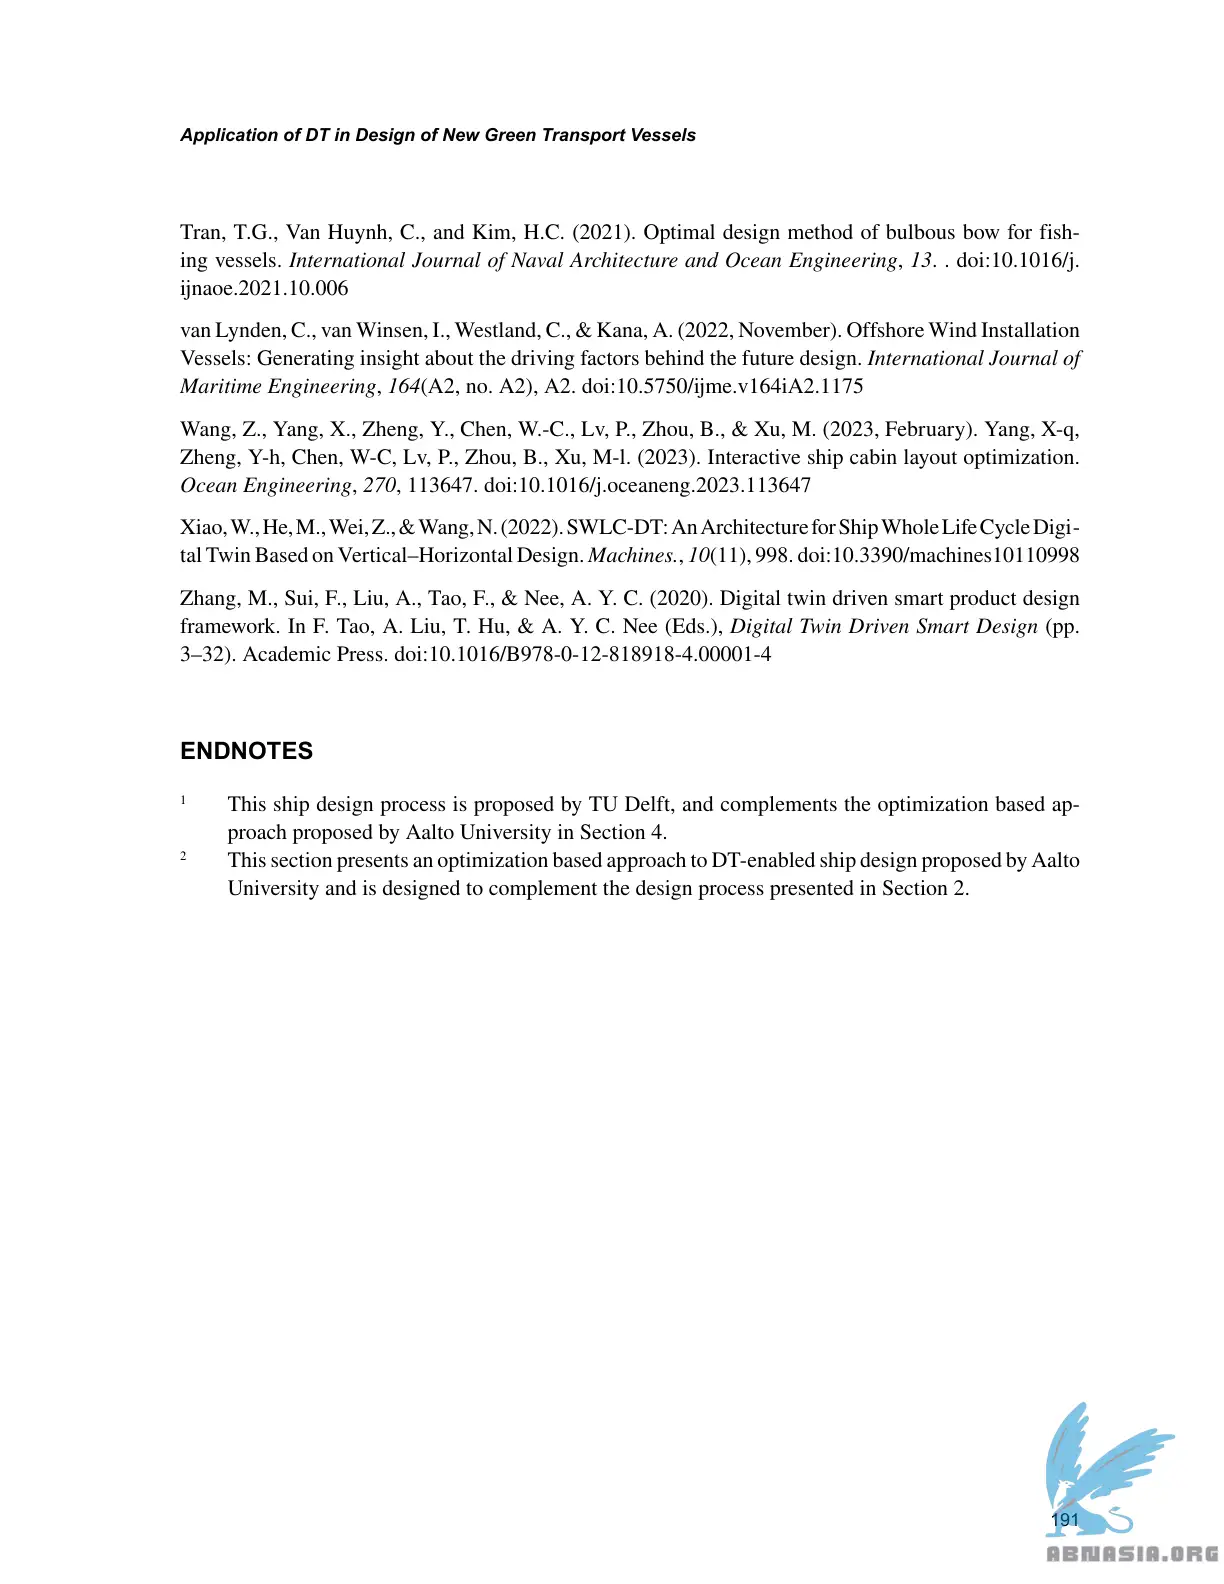 Application of DT in Design of New Green Transport Vessels
Tran, T.G., Van Huynh, C., and Kim, H.C. (2021). Optimal design method of bulbous bow for fish-
ing vessels. International Journal of Naval Architecture and Ocean Engineering, 13. . doi:10.1016/j.
ijnaoe.2021.10.006
van Lynden, C., van Winsen, I., Westland, C., & Kana, A. (2022, November). Offshore Wind Installation
Vessels: Generating insight about the driving factors behind the future design. International Journal of
Maritime Engineering, 164(A2, no. A2), A2. doi:10.5750/ijme.v164iA2.1175
Wang, Z., Yang, X., Zheng, Y., Chen, W.-C., Lv, P., Zhou, B., & Xu, M. (2023, February). Yang, X-q,
Zheng, Y-h, Chen, W-C, Lv, P., Zhou, B., Xu, M-l. (2023). Interactive ship cabin layout optimization.
Ocean Engineering, 270, 113647. doi:10.1016/j.oceaneng.2023.113647
Xiao, W., He, M., Wei, Z., & Wang, N. (2022). SWLC-DT: An Architecture for Ship Whole Life Cycle Digi-
tal Twin Based on Vertical–Horizontal Design. Machines., 10(11), 998. doi:10.3390/machines10110998
Zhang, M., Sui, F., Liu, A., Tao, F., & Nee, A. Y. C. (2020). Digital twin driven smart product design
framework. In F. Tao, A. Liu, T. Hu, & A. Y. C. Nee (Eds.), Digital Twin Driven Smart Design (pp.
3–32). Academic Press. doi:10.1016/B978-0-12-818918-4.00001-4
ENDNOTES
1 This ship design process is proposed by TU Delft, and complements the optimization based ap-
proach proposed by Aalto University in Section 4.
2 This section presents an optimization based approach to DT-enabled ship design proposed by Aalto
University and is designed to complement the design process presented in Section 2.
191
ABNASIA.ORG